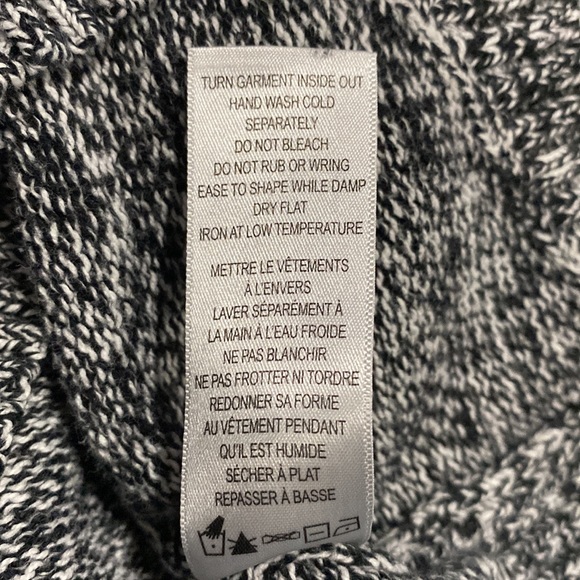 TURN GARMENT INSIDE OUT
HAND WASH COLD
SEPARATELY
DO NOT BLEACH
DO NOT RUB OR WRING
EASE TO SHAPE WHILE DAMP
DRY FLAT
IRON AT LOW TEMPERATURE
METTRE LE VÊTEMENTS
À L'ENVERS
LAVER SÉPARÉMENT À
LA MAIN À L'EAU FROIDE
NE PAS BLANCHIR
NE PAS FROTTER NI TORDRE
REDONNER SA FORME
AU VÊTEMENT PENDANT
QU'IL EST HUMIDE
SÉCHER À PLAT
REPASSER À BASSE